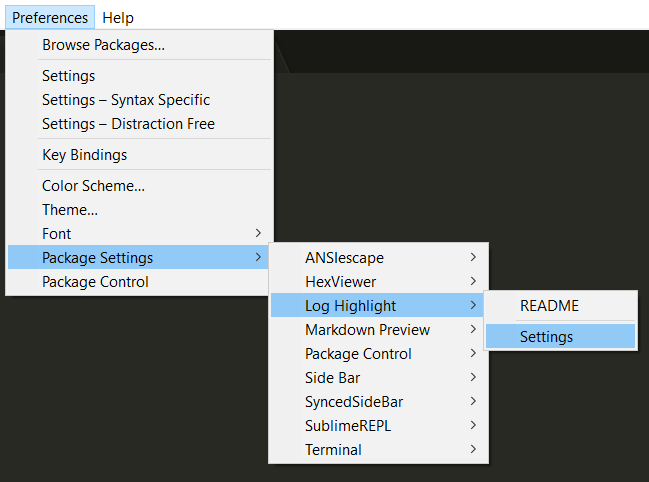 Preferences Help
Browse Packages...
Settings
Settings – Syntax Specific
Settings – Distraction Free
Key Bindings
Color Scheme...
Theme...
Font
Package Settings
Package Control
ANSIescape
HexViewer
Log Highlight
Markdown Preview
Package Control
Side Bar
SyncedSideBar
SublimeREPL
Terminal
README
Settings